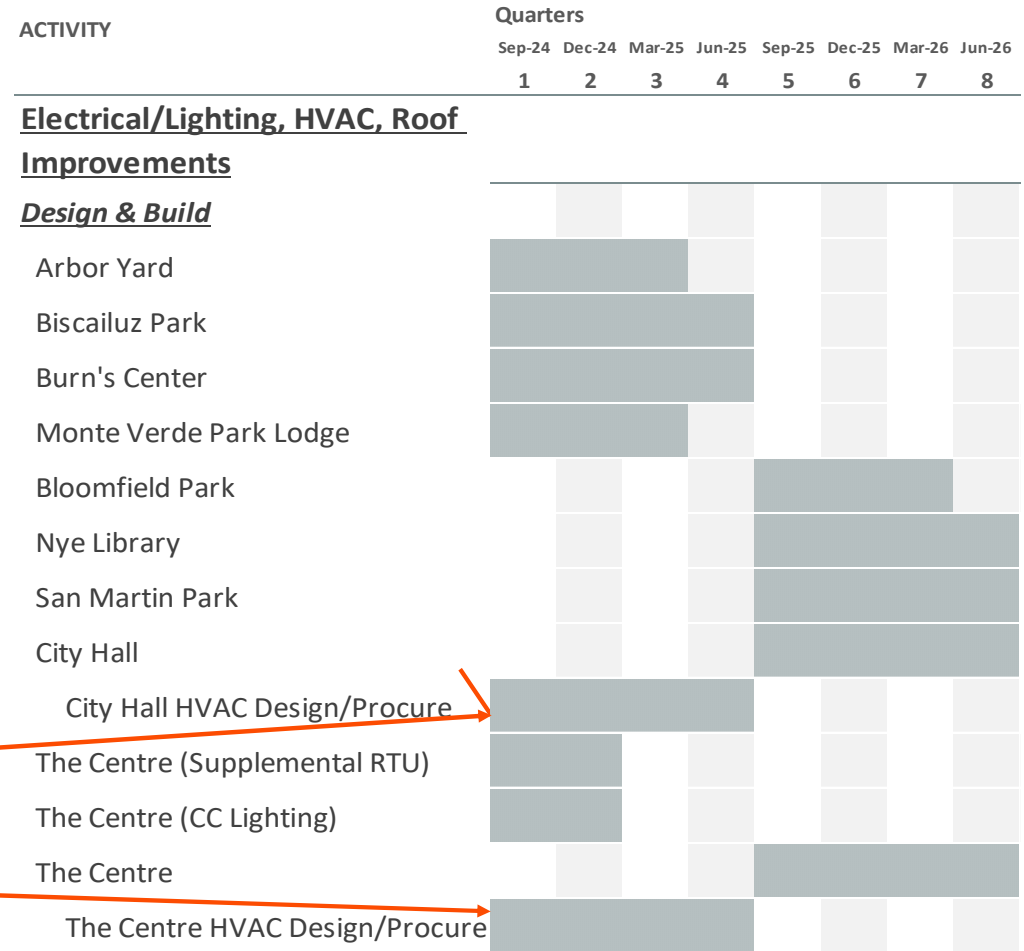 ACTIVITY
Quarters
Sep-24 Dec-24 Mar-25 Jun-25 Sep-25 Dec-25 Mar-26 Jun-26
1 2 3 4 5 6 7 8
Electrical/Lighting, HVAC, Roof
Improvements
Design & Build
Arbor Yard
Biscailuz Park
Burn's Center
Monte Verde Park Lodge
Bloomfield Park
Nye Library
San Martin Park
City Hall
City Hall HVAC Design/Procure
The Centre (Supplemental RTU)
The Centre (CC Lighting)
The Centre
The Centre HVAC Design/Procure